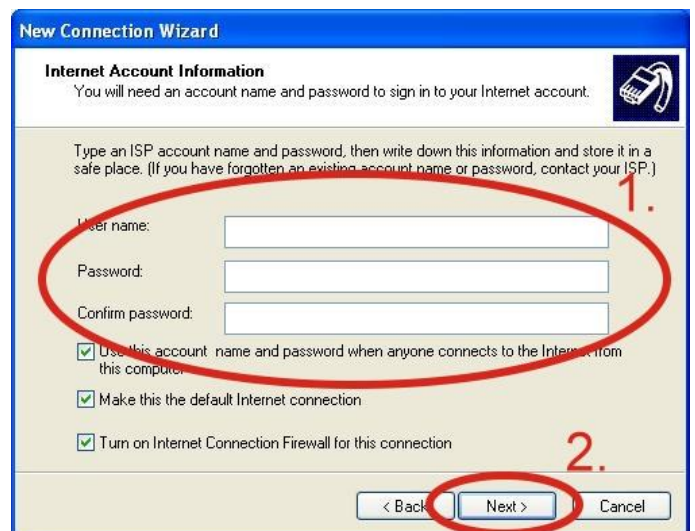 New Connection Wizard
Internet Account Information
You will need an account name and password to sign in to your Internet account.
Type an ISP account name and password, then write down this information and store it in a
safe place. (If you have forgotten an existing account name or password, contact your ISP.)
1.
User name:
Password:
Confirm password:
Use this account name and password when anyone connects to the Internet from
this computer
Make this the default Internet connection
Turn on Internet Connection Firewall for this connection
2.
< Back
Next >
Cancel